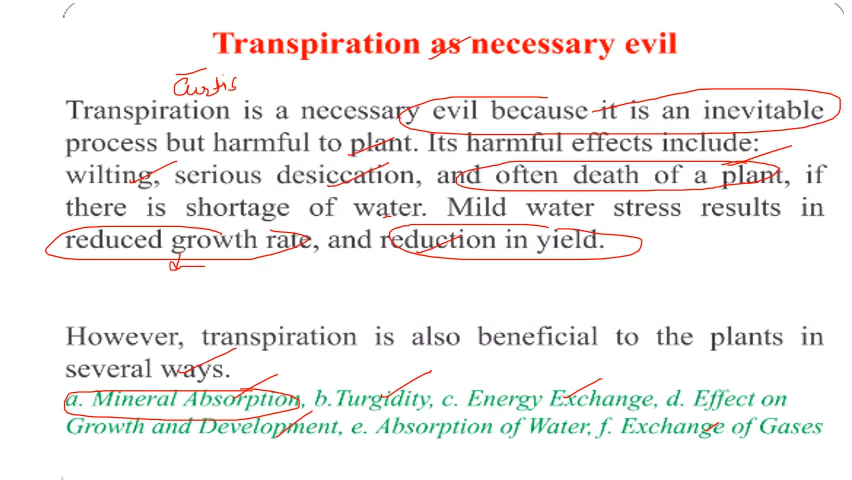 Transpiration as necessary evil
Curtis
Transpiration is a necessary evil because it is an inevitable
process but harmful to plant. Its harmful effects include:
wilting, serious desiccation, and often death of a plant, if
there is shortage of water. Mild water stress results in
reduced growth rate, and reduction in yield.
However, transpiration is also beneficial to the plants in
several ways.
a. Mineral Absorption, b.Turgidity, c. Energy Exchange, d. Effect on
Growth and Development, e. Absorption of Water, f. Exchange of Gases